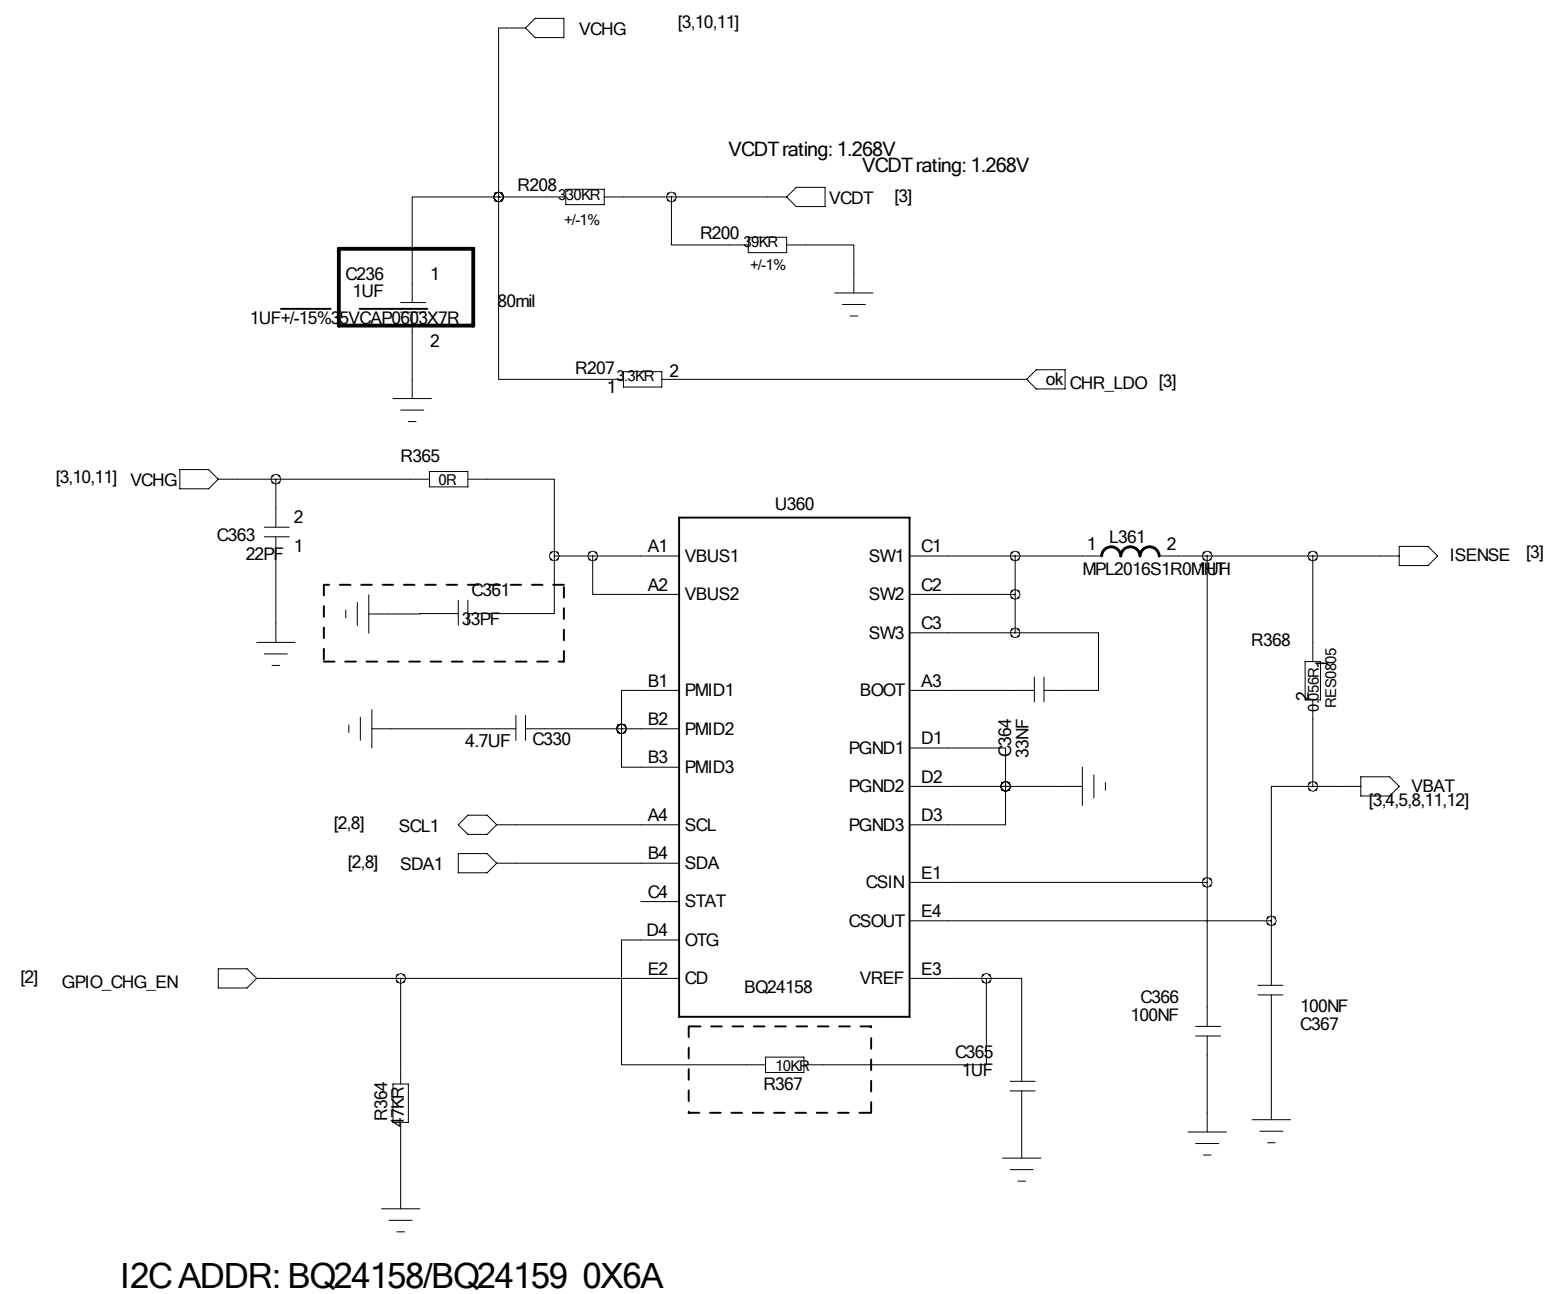 VCHG [3,10,11]
VCDT rating: 1.268V
VCDT rating: 1.268V
R208 330KR
+/-1%
VCDT [3]
R200 39KR
+/-1%
C236 1
1UF
80mil
1UF+/-15%35VCAP0603X7R
2
R207 3.3KR 2
1
ok CHR_LDO [3]
R365
[3,10,11] VCHG 0R
U360
C363 2
22PF 1
A1 VBUS1 SW1 C1
1 L361 2
MPL2016S1R0MHT
ISENSE [3]
C361
33PF
A2 VBUS2 SW2 C2
SW3 C3
R368
1
0.056R
RES0805
2
B1 PMID1 BOOT A3
C364
33NF
B2 PMID2 PGND1 D1
4.7UF C330
B3 PMID3 PGND2 D2
VBAT
[3,4,5,8,11,12]
[2,8] SCL1 A4 SCL PGND3 D3
[2,8] SDA1 B4 SDA CSIN E1
C4 STAT CSOUT E4
D4 OTG
[2] GPIO_CHG_EN E2 CD VREF E3
BQ24158
C366
100NF
100NF
C367
C365
1UF
10KR
R367
R364
47KR
I2C ADDR: BQ24158/BQ24159 0X6A